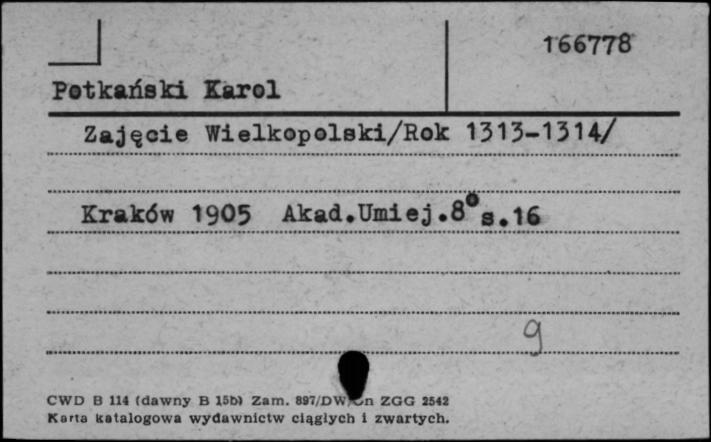 166778
Potkański Karol
Zajęcie Wielkopolski/Rok 1313-1314/
Kraków 1905 Akad.Umiej.8° s.16
9
CWD B 114 (dawny B 15b) Zam. 897/DW/ ZGG 2542
Karta katalogowa wydawnictw ciągłych i zwartych.